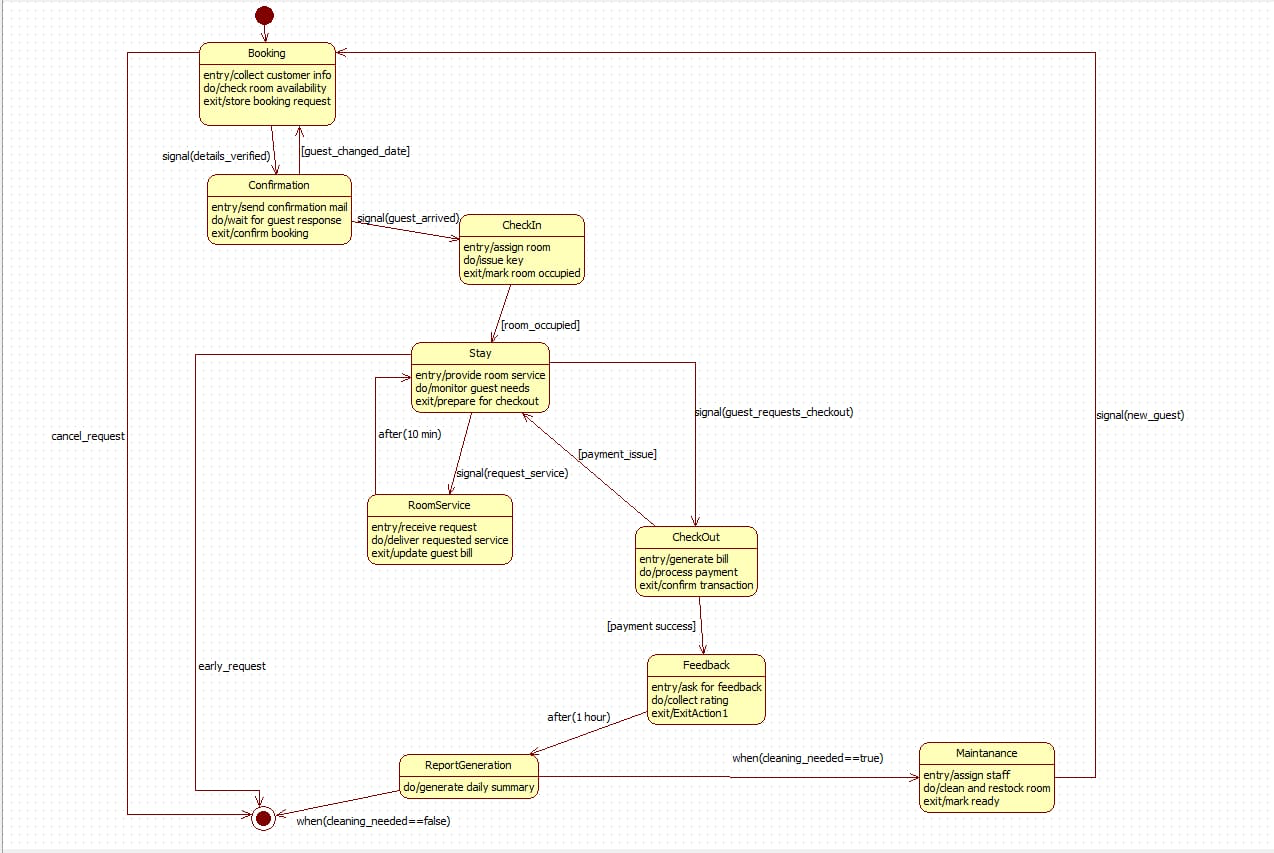 Booking
entry/collect customer info
do/check room availability
exit/store booking request
signal(details_verified)
[guest_changed_date]
Confirmation
entry/send confirmation mail
do/wait for guest response
exit/confirm booking
signal(guest_arrived)
CheckIn
entry/assign room
do/issue key
exit/mark room occupied
[room_occupied]
Stay
entry/provide room service
do/monitor guest needs
exit/prepare for checkout
signal(guest_requests_checkout)
signal(new_guest)
cancel_request
after(10 min)
[payment_issue]
signal(request_service)
RoomService
entry/receive request
do/deliver requested service
exit/update guest bill
CheckOut
entry/generate bill
do/process payment
exit/confirm transaction
[payment success]
early_request
Feedback
entry/ask for feedback
do/collect rating
exit/ExitAction1
after(1 hour)
ReportGeneration
do/generate daily summary
when(cleaning_needed==true)
Maintanance
entry/assign staff
do/clean and restock room
exit/mark ready
when(cleaning_needed==false)